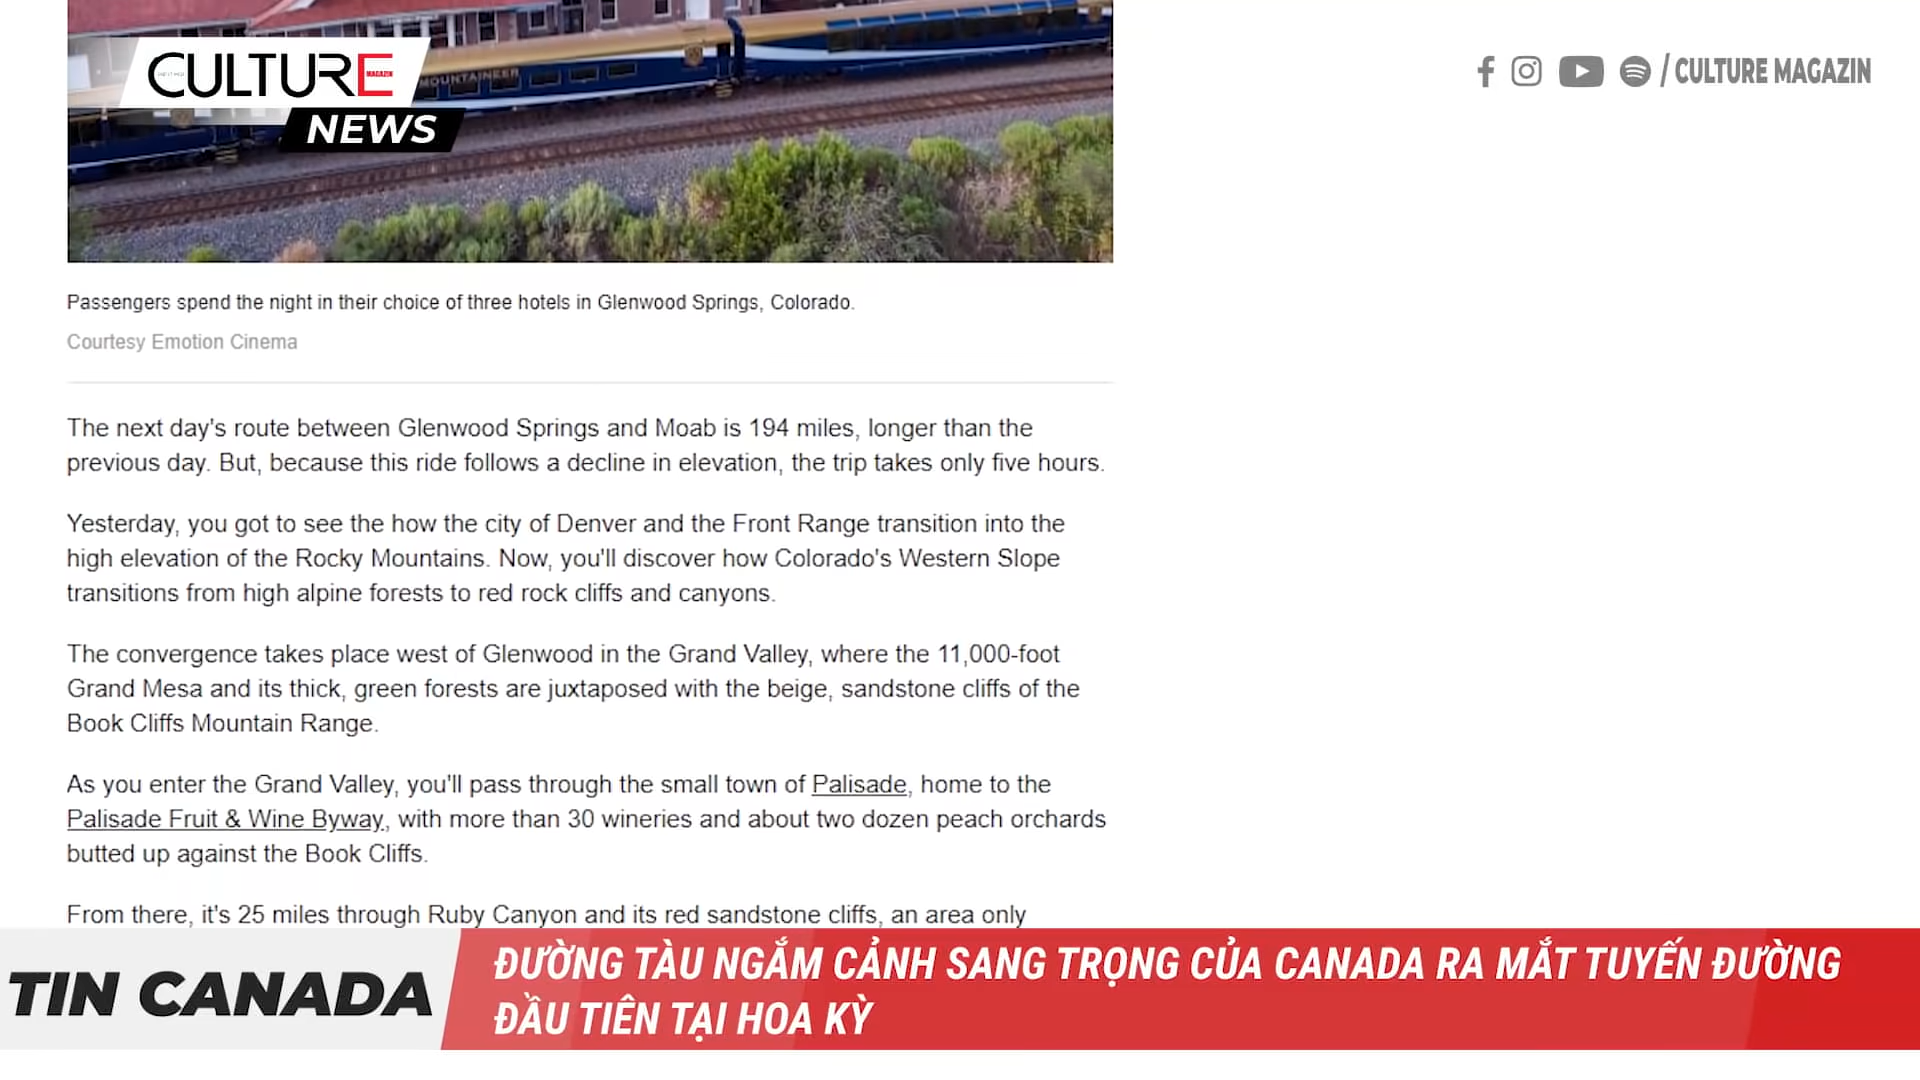 CULTURE
MAGAZIN
NEWS
MOUNTAINEER
/ CULTURE MAGAZIN
Passengers spend the night in their choice of three hotels in Glenwood Springs, Colorado.
Courtesy Emotion Cinema
The next day's route between Glenwood Springs and Moab is 194 miles, longer than the
previous day. But, because this ride follows a decline in elevation, the trip takes only five hours.
Yesterday, you got to see the how the city of Denver and the Front Range transition into the
high elevation of the Rocky Mountains. Now, you'll discover how Colorado's Western Slope
transitions from high alpine forests to red rock cliffs and canyons.
The convergence takes place west of Glenwood in the Grand Valley, where the 11,000-foot
Grand Mesa and its thick, green forests are juxtaposed with the beige, sandstone cliffs of the
Book Cliffs Mountain Range.
As you enter the Grand Valley, you'll pass through the small town of Palisade, home to the
Palisade Fruit & Wine Byway, with more than 30 wineries and about two dozen peach orchards
butted up against the Book Cliffs.
From there, it's 25 miles through Ruby Canyon and its red sandstone cliffs, an area only
TIN CANADA
ĐƯỜNG TÀU NGẮM CẢNH SANG TRỌNG CỦA CANADA RA MẮT TUYẾN ĐƯỜNG
ĐẦU TIÊN TẠI HOA KỲ